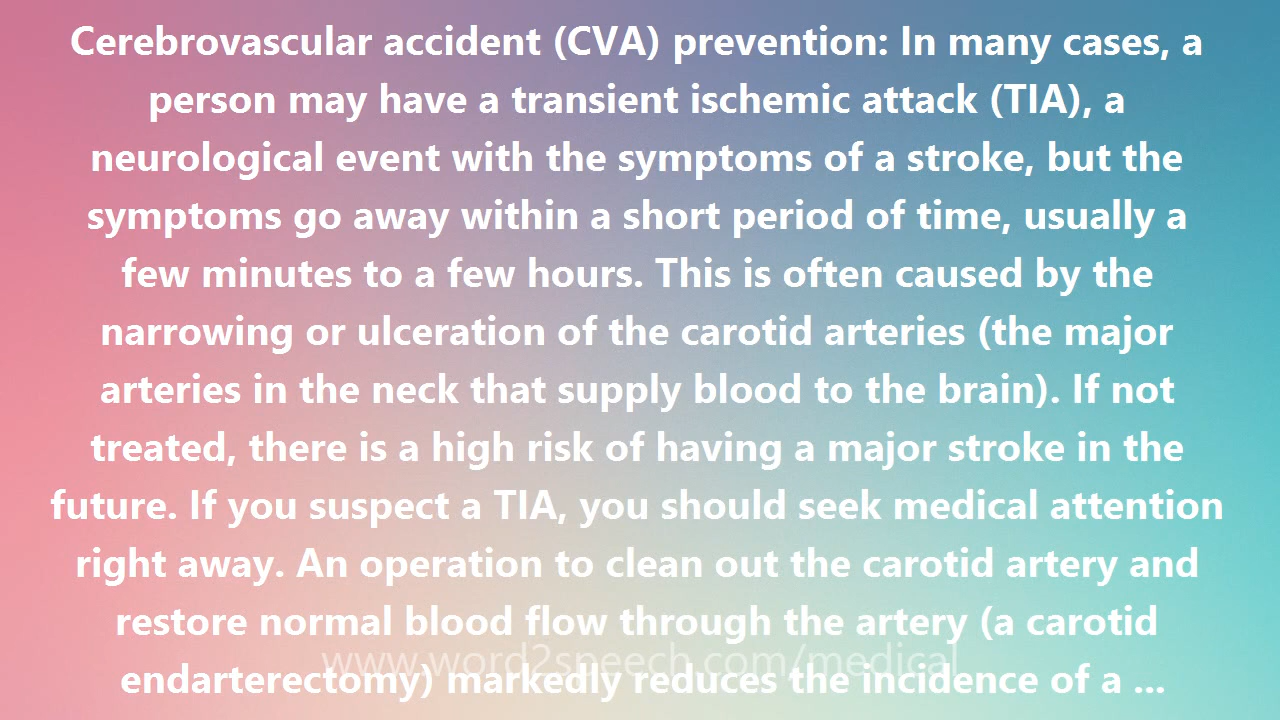 Cerebrovascular accident (CVA) prevention: In many cases, a
person may have a transient ischemic attack (TIA), a
neurological event with the symptoms of a stroke, but the
symptoms go away within a short period of time, usually a
few minutes to a few hours. This is often caused by the
narrowing or ulceration of the carotid arteries (the major
arteries in the neck that supply blood to the brain). If not
treated, there is a high risk of having a major stroke in the
future. If you suspect a TIA, you should seek medical attention
right away. An operation to clean out the carotid artery and
restore normal blood flow through the artery (a carotid
www.word2speech.com/medical
endarterectomy) markedly reduces the incidence of a ...